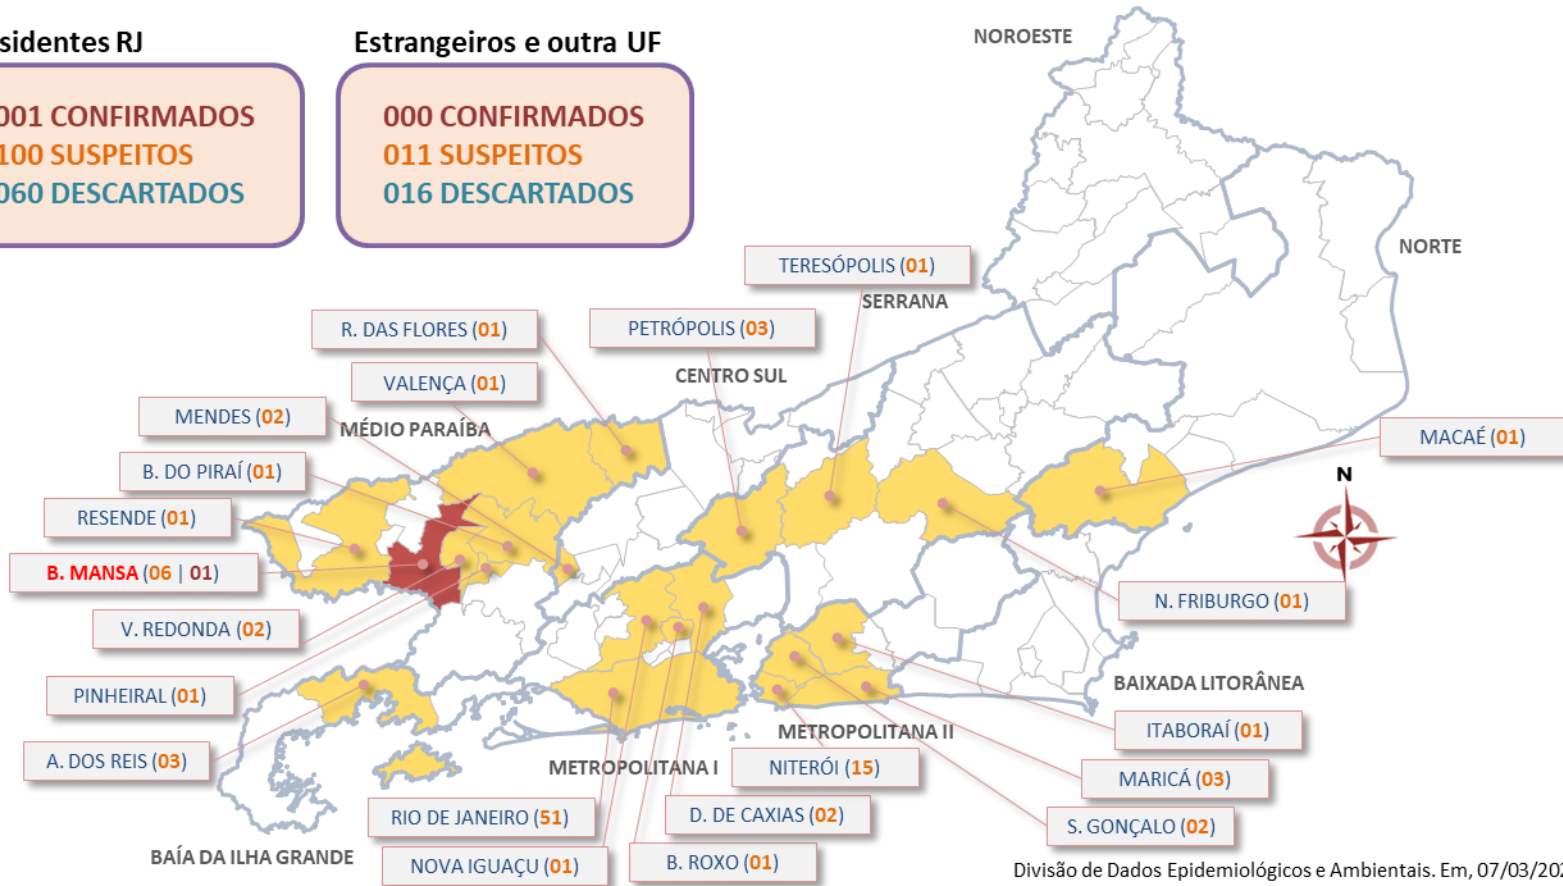 sidentes RJ
001 CONFIRMADOS
100 SUSPEITOS
060 DESCARTADOS
Estrangeiros e outra UF
000 CONFIRMADOS
011 SUSPEITOS
016 DESCARTADOS
NOROESTE
NORTE
TERESÓPOLIS (01)
SERRANA
R. DAS FLORES (01)
PETRÓPOLIS (03)
VALENÇA (01)
CENTRO SUL
MENDES (02)
MÉDIO PARAÍBA
MACAÉ (01)
B. DO PIRAÍ (01)
N
RESENDE (01)
B. MANSA (06 | 01)
N. FRIBURGO (01)
V. REDONDA (02)
PINHEIRAL (01)
BAIXADA LITORÂNEA
ITABORAÍ (01)
METROPOLITANA II
A. DOS REIS (03)
METROPOLITANA I
NITERÓI (15)
MARICÁ (03)
RIO DE JANEIRO (51)
D. DE CAXIAS (02)
S. GONÇALO (02)
BAÍA DA ILHA GRANDE
NOVA IGUAÇU (01)
B. ROXO (01)
Divisão de Dados Epidemiológicos e Ambientais. Em, 07/03/202